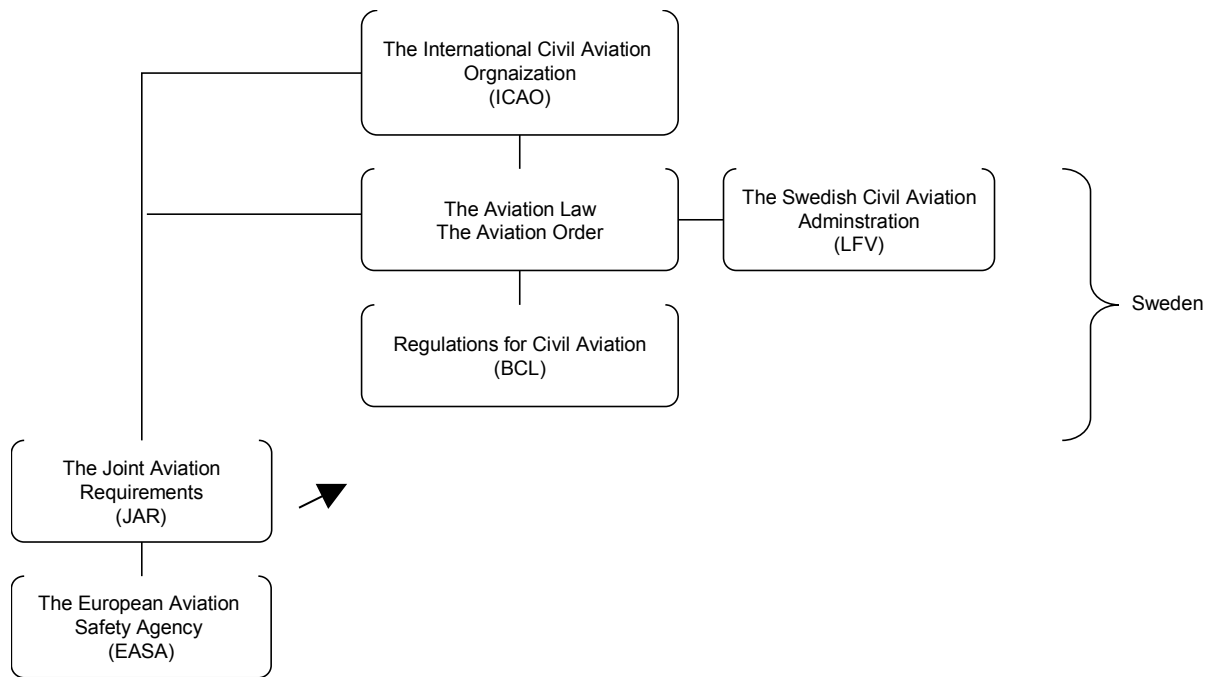 The International Civil Aviation
Orgnaization
(ICAO)
The Aviation Law
The Aviation Order
The Swedish Civil Aviation
Adminstration
(LFV)
Sweden
Regulations for Civil Aviation
(BCL)
The Joint Aviation
Requirements
(JAR)
The European Aviation
Safety Agency
(EASA)